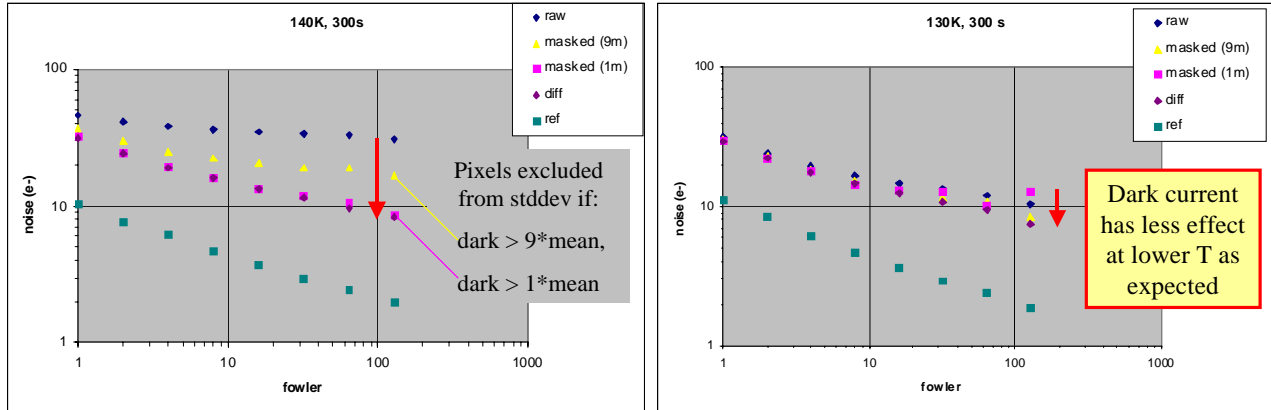 140K, 300s
raw
masked (9m)
masked (1m)
diff
ref
100
10
1
noise (e-)
1
10
100
1000
fowler
Pixels excluded
from stddev if:
dark > 9*mean,
dark > 1*mean
130K, 300 s
raw
masked (9m)
masked (1m)
diff
ref
100
10
1
noise (e-)
1
10
100
1000
fowler
Dark current
has less effect
at lower T as
expected